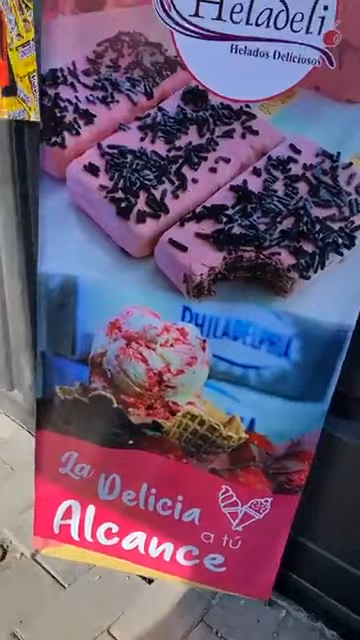 Heladeli
Helados Deliciosos
PHILADELPHIA
La
Delicia
a tú
Alcance